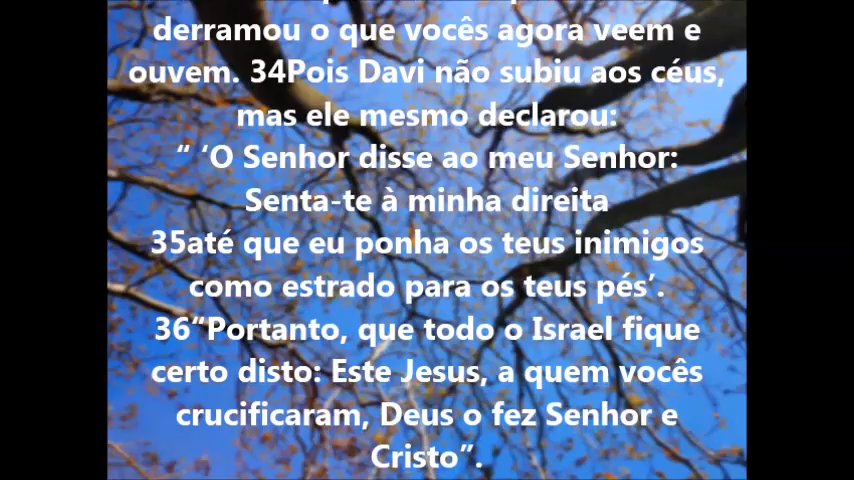 derramou o que vocês agora veem e
ouvem. 34Pois Davi não subiu aos céus,
mas ele mesmo declarou:
“ ‘O Senhor disse ao meu Senhor:
Senta-te à minha direita
35até que eu ponha os teus inimigos
como estrado para os teus pés’.
36“Portanto, que todo o Israel fique
certo disto: Este Jesus, a quem vocês
crucificaram, Deus o fez Senhor e
Cristo”.